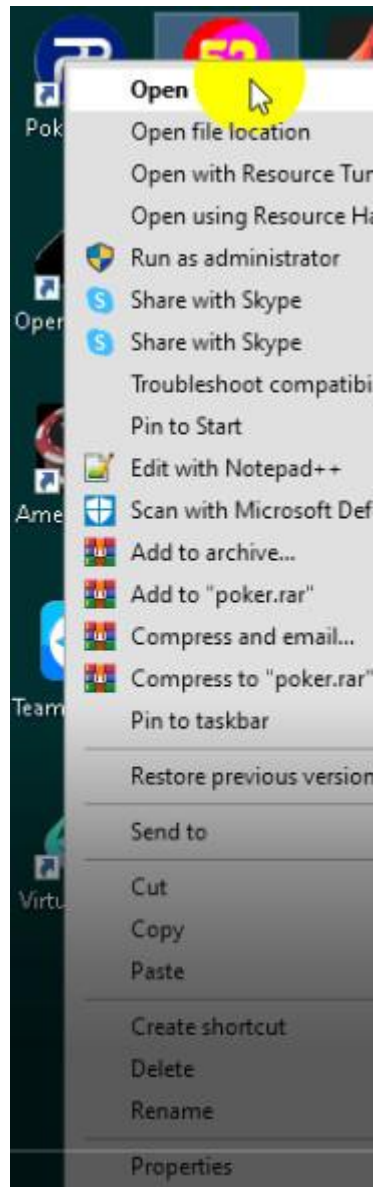 52
Pok
Open
Open file location
Open with Resource Tun
Open using Resource Ha
Run as administrator
Oper
Share with Skype
Share with Skype
Troubleshoot compatibi
Pin to Start
Edit with Notepad++
Ame
Scan with Microsoft Def
Add to archive...
Add to "poker.rar"
Compress and email...
Compress to "poker.rar"
Team
Pin to taskbar
Restore previous version
Send to
Virtu
Cut
Copy
Paste
Create shortcut
Delete
Rename
Properties